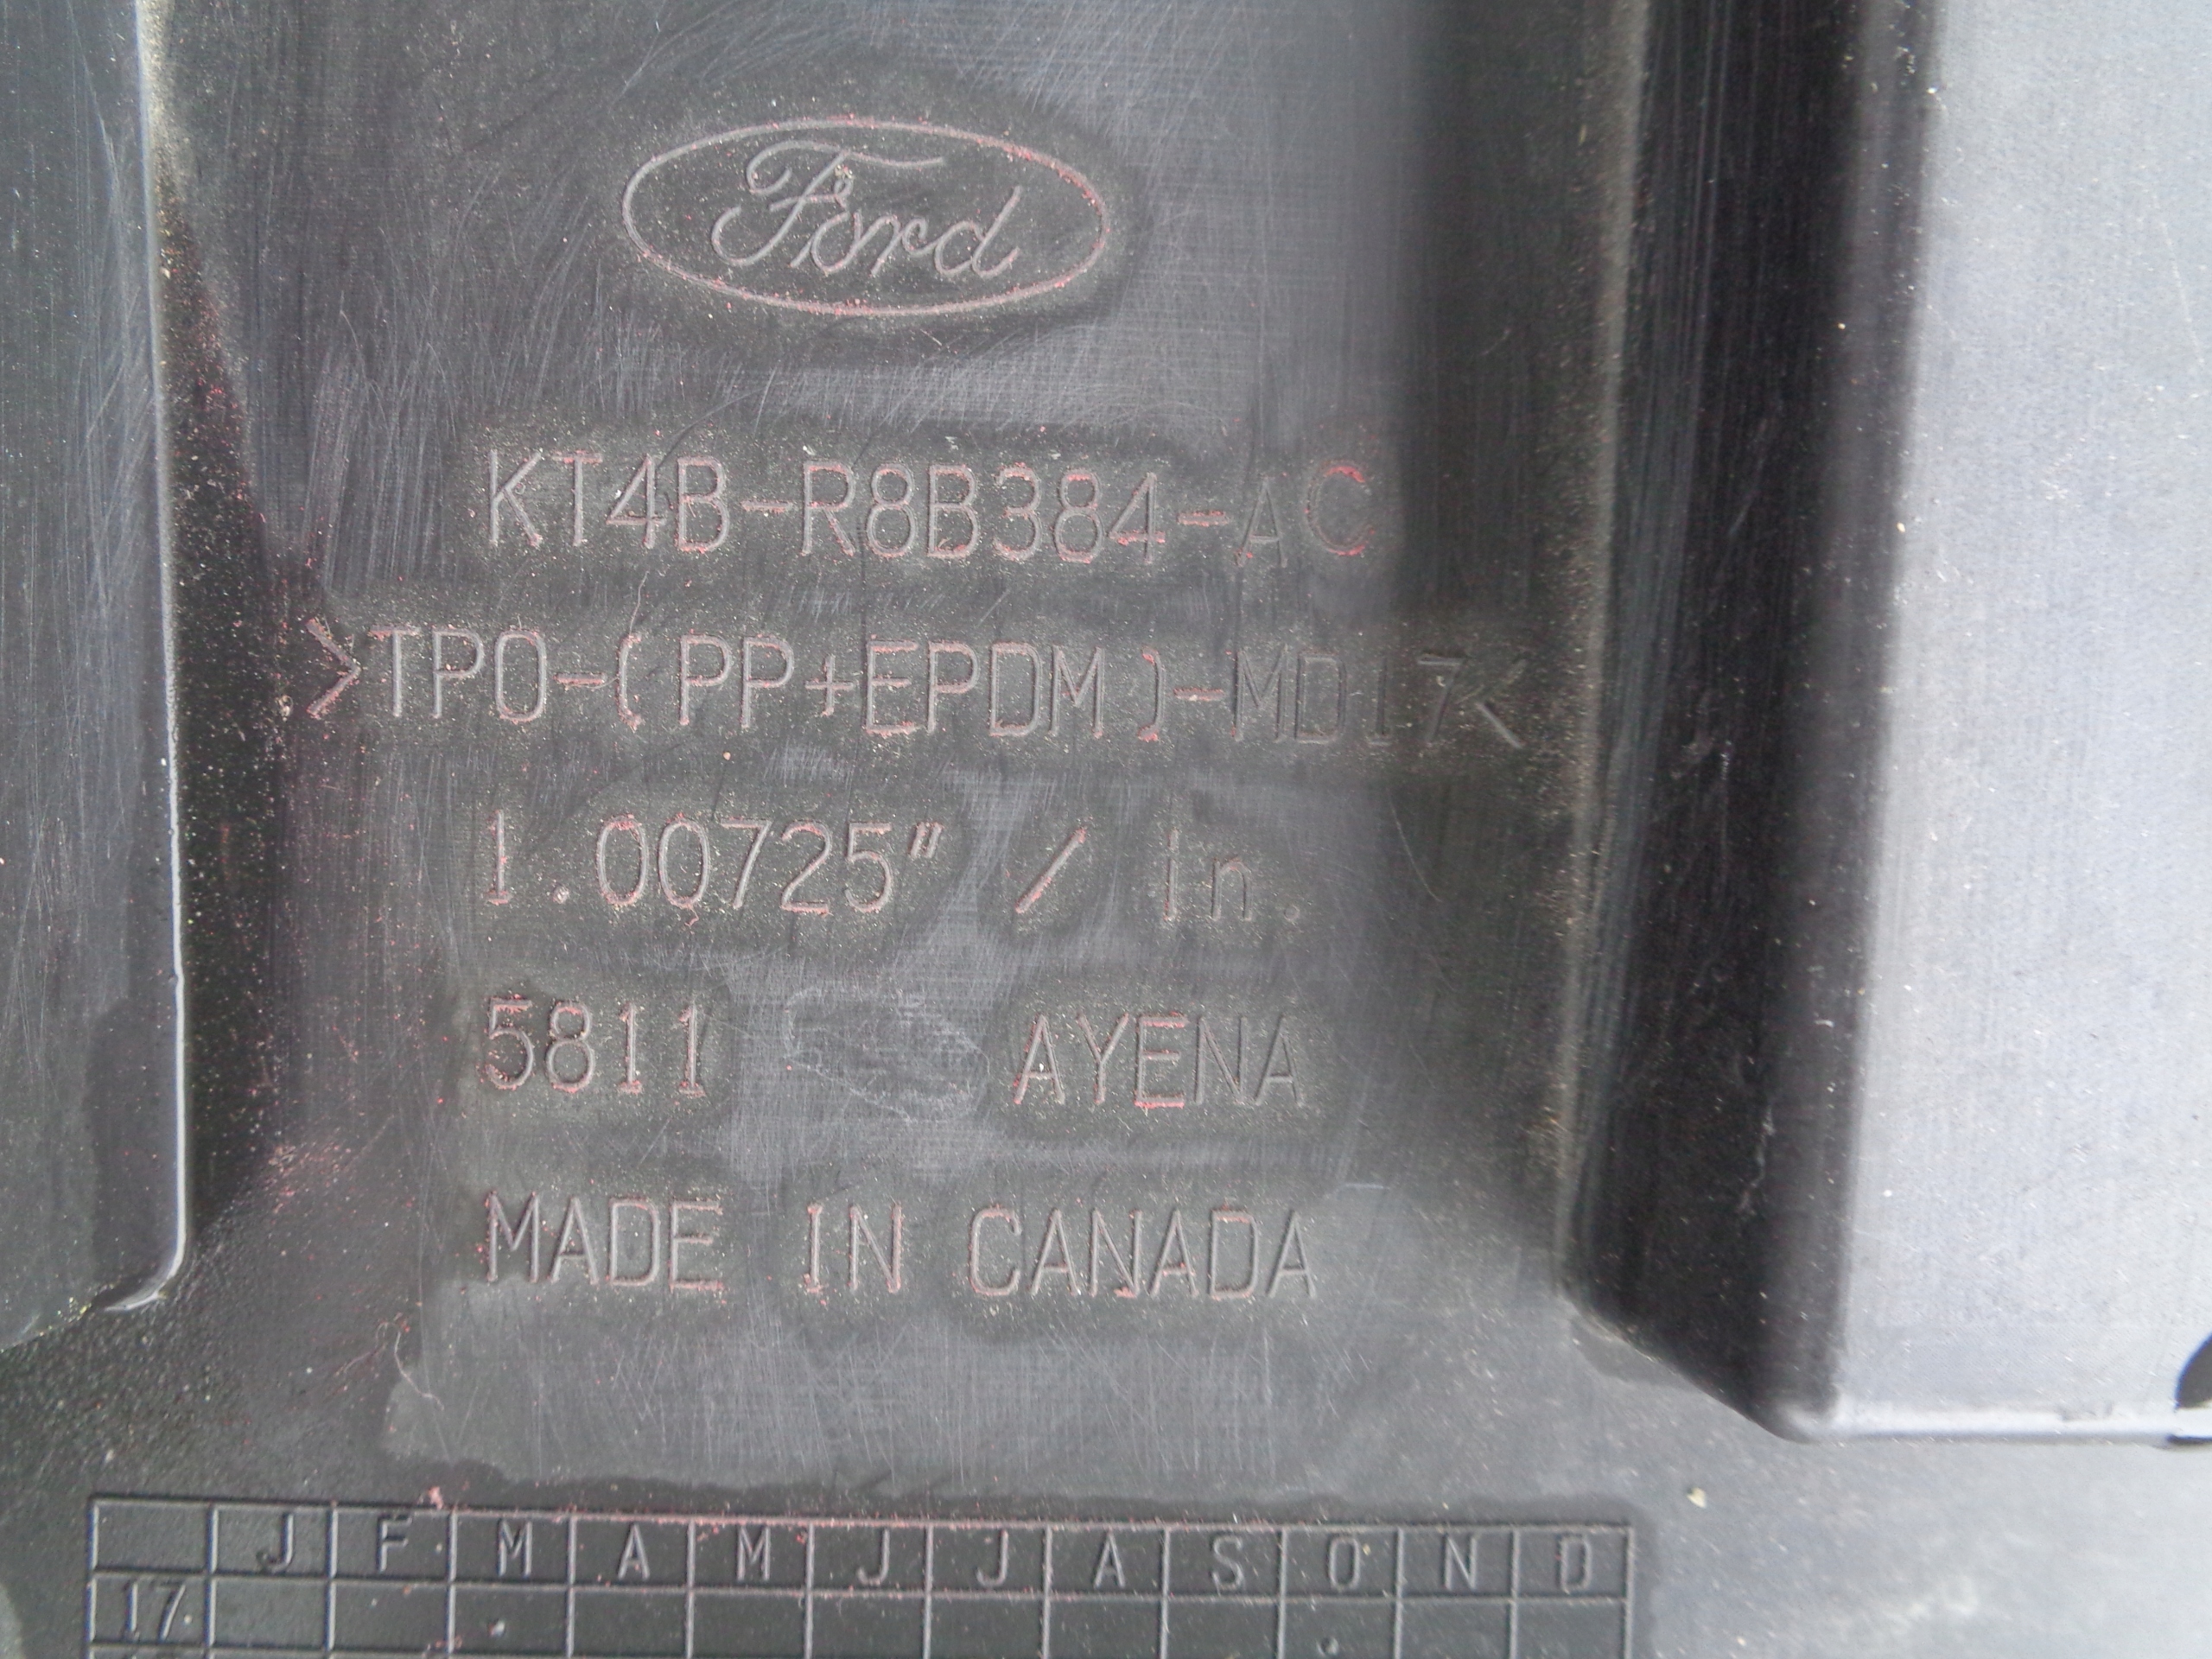 Ford
KT4B-R8B384-AC
>TPO-(PP+EPDM)-MD17<
1.00725" / in.
5811 AYENA
MADE IN CANADA
J F M A M J J A S O N D
17